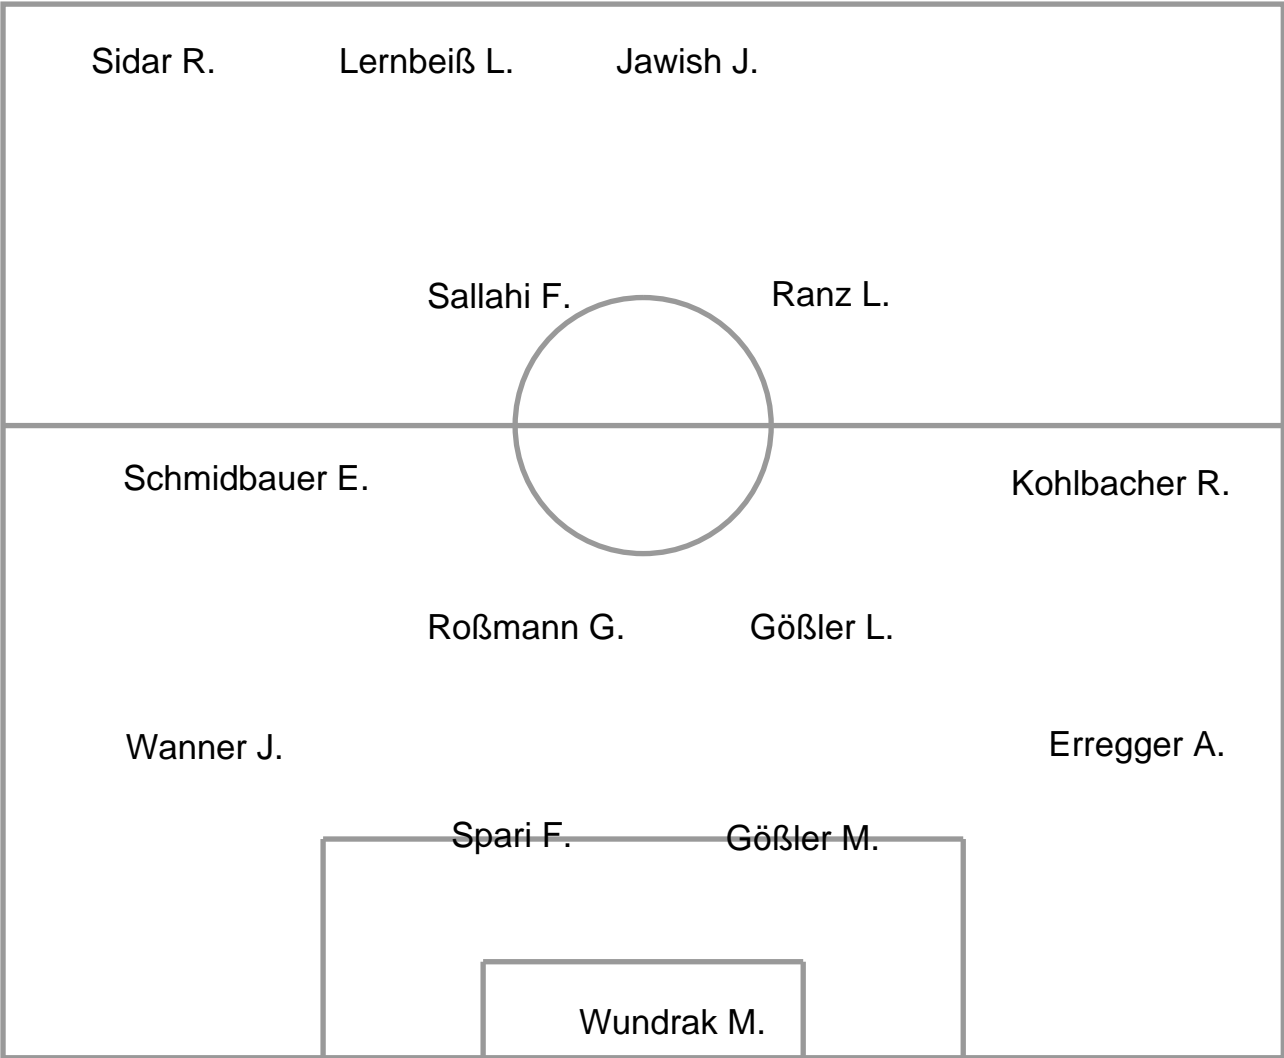 Sidar R. Lernbeiß L. Jawish J.
Sallahi F. Ranz L.
Schmidbauer E. Kohlbacher R.
Roßmann G. Gößler L.
Wanner J. Erregger A.
Spari F. Gößler M.
Wundrak M.